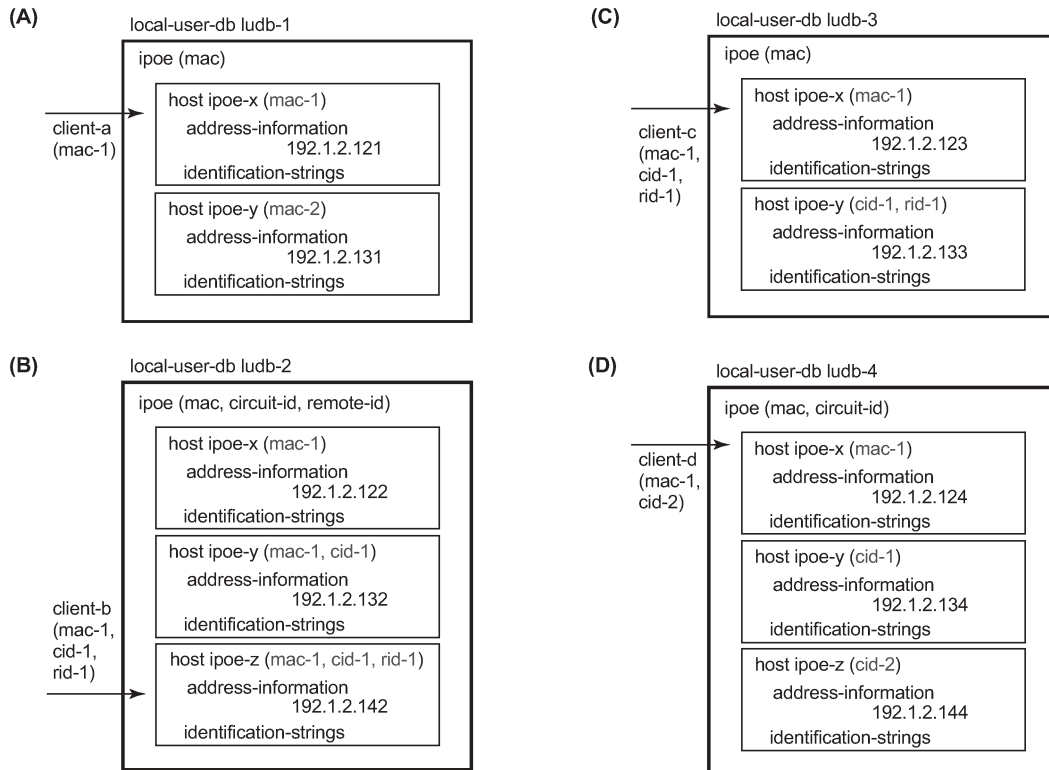 (A)
local-user-db ludb-1
ipoe (mac)
host ipoe-x (mac-1)
address-information
192.1.2.121
identification-strings
client-a
(mac-1)
host ipoe-y (mac-2)
address-information
192.1.2.131
identification-strings
(B)
local-user-db ludb-2
ipoe (mac, circuit-id, remote-id)
host ipoe-x (mac-1)
address-information
192.1.2.122
identification-strings
host ipoe-y (mac-1, cid-1)
address-information
192.1.2.132
identification-strings
client-b
(mac-1,
cid-1,
rid-1)
host ipoe-z (mac-1, cid-1, rid-1)
address-information
192.1.2.142
identification-strings
(C)
local-user-db ludb-3
ipoe (mac)
host ipoe-x (mac-1)
address-information
192.1.2.123
identification-strings
client-c
(mac-1,
cid-1,
rid-1)
host ipoe-y (cid-1, rid-1)
address-information
192.1.2.133
identification-strings
(D)
local-user-db ludb-4
ipoe (mac, circuit-id)
host ipoe-x (mac-1)
address-information
192.1.2.124
identification-strings
client-d
(mac-1,
cid-2)
host ipoe-y (cid-1)
address-information
192.1.2.134
identification-strings
host ipoe-z (cid-2)
address-information
192.1.2.144
identification-strings